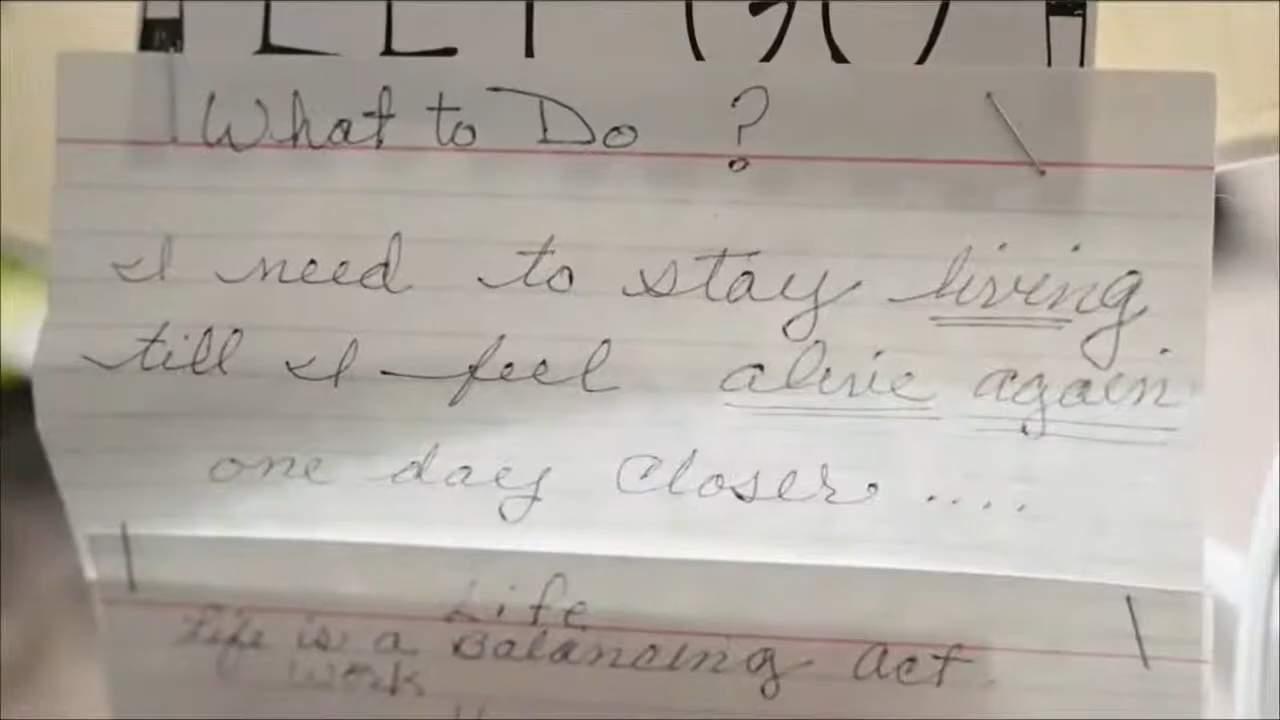 What to Do ?
I need to stay living
till I feel alive again
one day closer. ....
Life
Life is a Balancing act
work